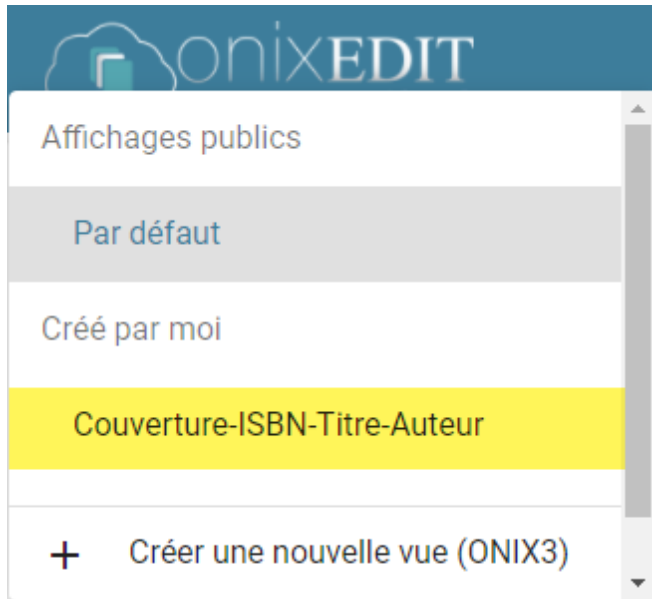 onixEDIT
Affichages publics
Par défaut
Créé par moi
Couverture-ISBN-Titre-Auteur
+ Créer une nouvelle vue (ONIX3)